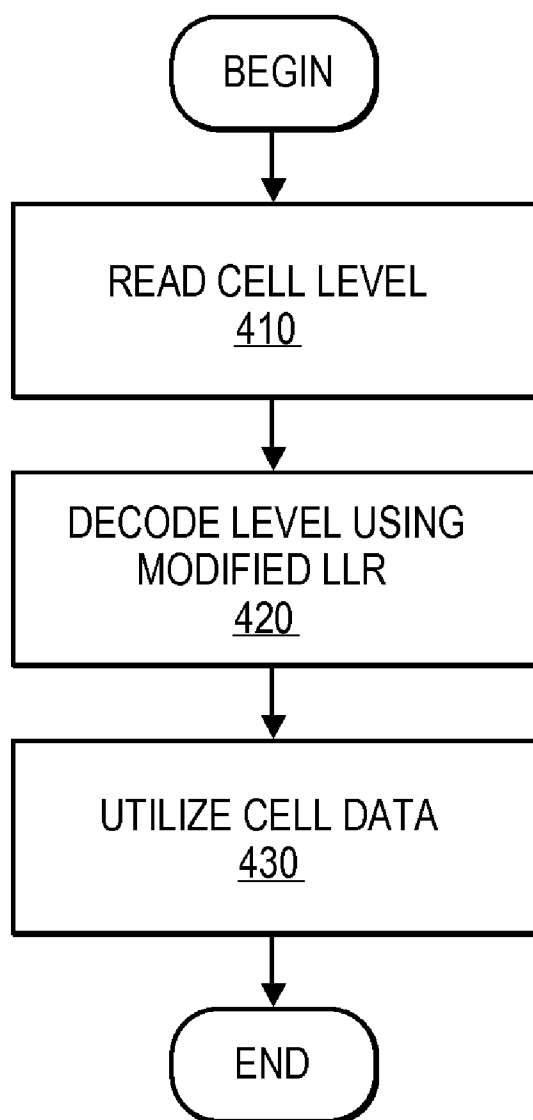 BEGIN
READ CELL LEVEL
410
DECODE LEVEL USING
MODIFIED LLR
420
UTILIZE CELL DATA
430
END